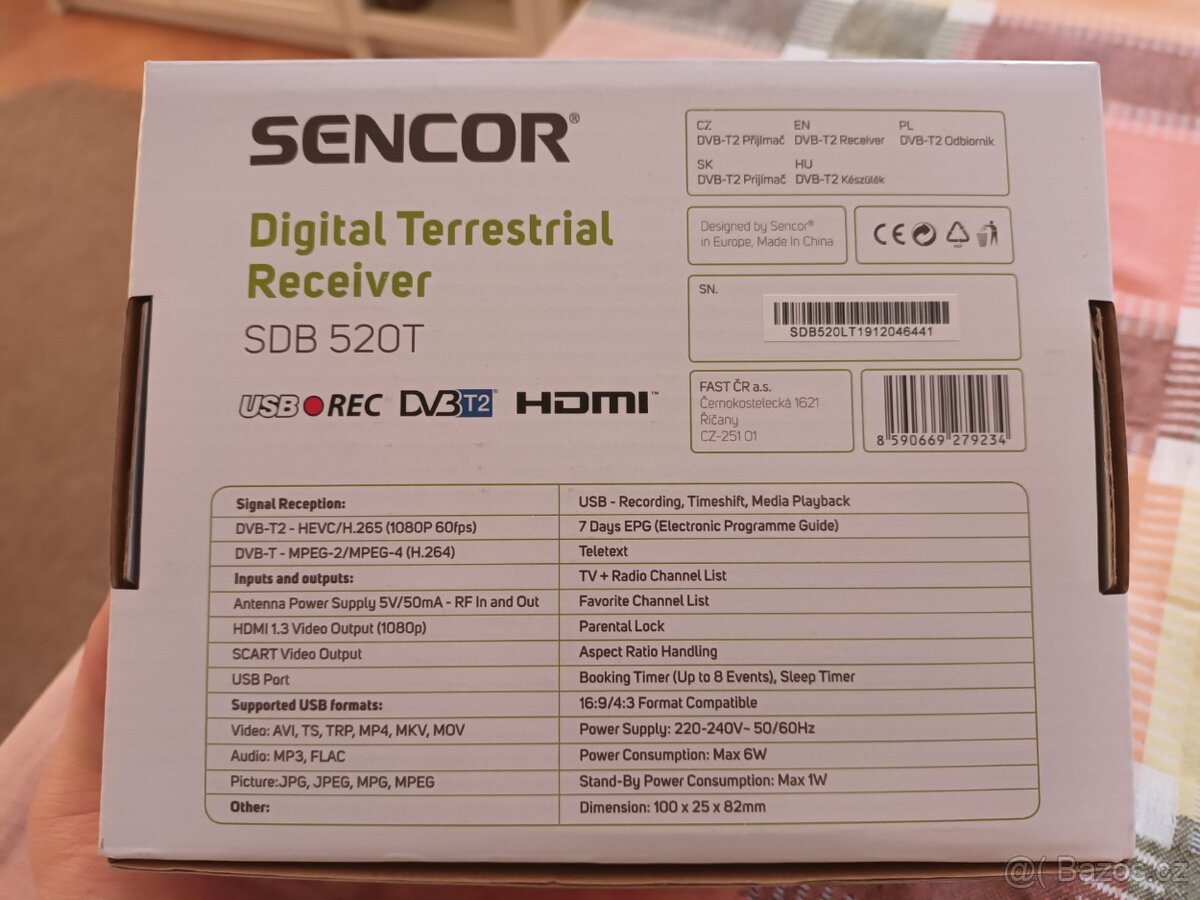 SENCOR®
Digital Terrestrial
Receiver
SDB 520T
USB REC DVB T2 HDMI™
CZ
DVB-T2 Přijímač
EN
DVB-T2 Receiver
PL
DVB-T2 Odbiornik
SK
DVB-T2 Prijímač
HU
DVB-T2 Készülék
Designed by Sencor®
in Europe, Made in China
CE
SN.
SDB520LT1912046441
FAST ČR a.s.
Černokostelecká 1621
Říčany
CZ-251 01
8 590669 279234
Signal Reception:
DVB-T2 - HEVC/H.265 (1080P 60fps)
DVB-T - MPEG-2/MPEG-4 (H.264)
Inputs and outputs:
Antenna Power Supply 5V/50mA - RF In and Out
HDMI 1.3 Video Output (1080p)
SCART Video Output
USB Port
Supported USB formats:
Video: AVI, TS, TRP, MP4, MKV, MOV
Audio: MP3, FLAC
Picture:JPG, JPEG, MPG, MPEG
Other:
USB - Recording, Timeshift, Media Playback
7 Days EPG (Electronic Programme Guide)
Teletext
TV + Radio Channel List
Favorite Channel List
Parental Lock
Aspect Ratio Handling
Booking Timer (Up to 8 Events), Sleep Timer
16:9/4:3 Format Compatible
Power Supply: 220-240V~ 50/60Hz
Power Consumption: Max 6W
Stand-By Power Consumption: Max 1W
Dimension: 100 x 25 x 82mm
@( Bazos.cz